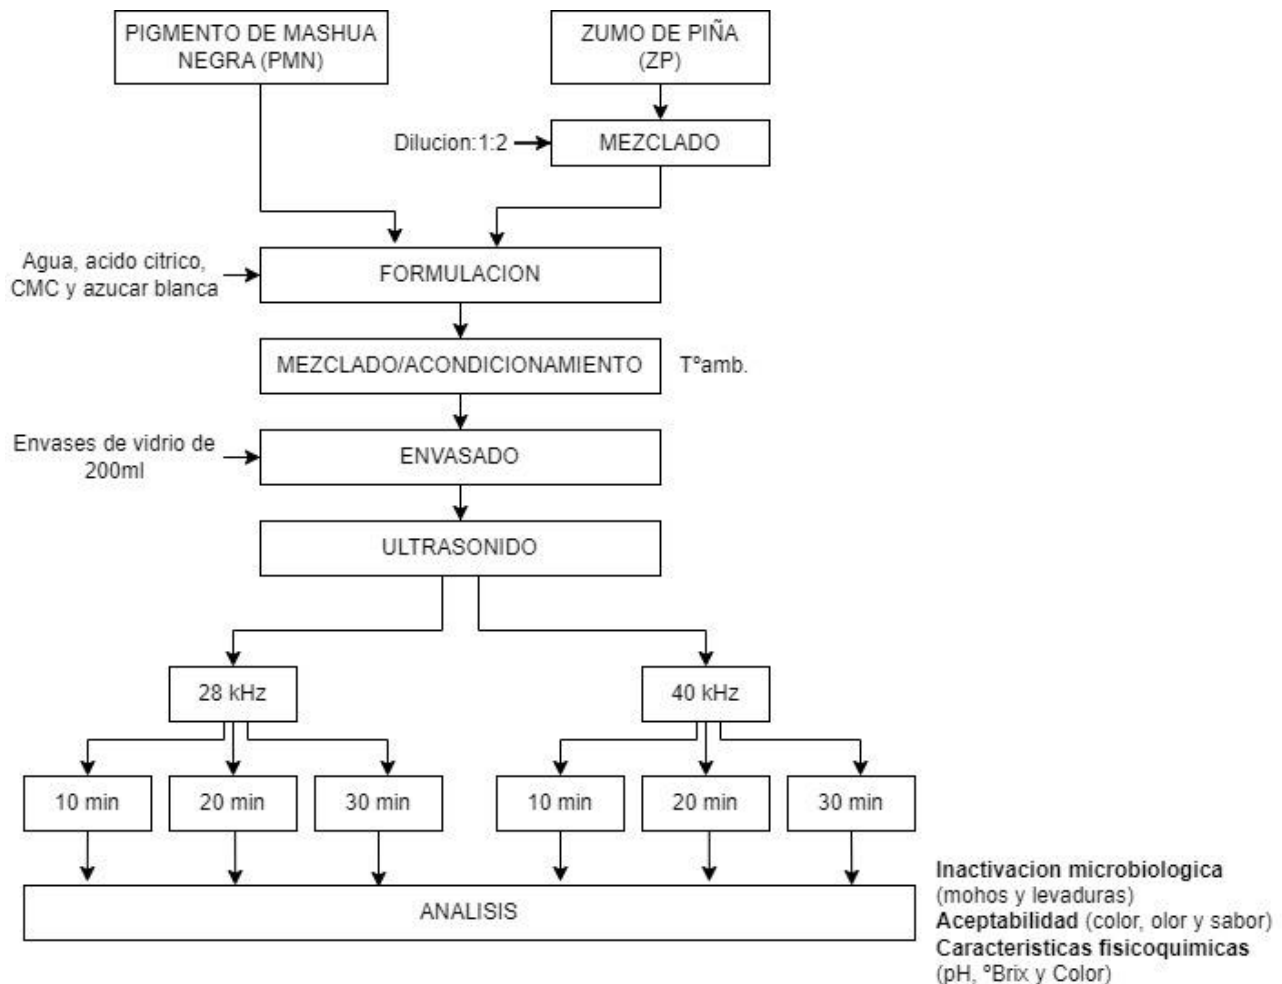 PIGMENTO DE MASHUA
NEGRA (PMN)
ZUMO DE PIÑA
(ZP)
Dilucion:1:2
MEZCLADO
Agua, acido citrico,
CMC y azucar blanca
FORMULACION
MEZCLADO/ACONDICIONAMIENTO
Tºamb.
Envases de vidrio de
200ml
ENVASADO
ULTRASONIDO
28 kHz
40 kHz
10 min
20 min
30 min
10 min
20 min
30 min
ANALISIS
Inactivacion microbiologica
(mohos y levaduras)
Aceptabilidad (color, olor y sabor)
Caracteristicas fisicoquimicas
(pH, ºBrix y Color)